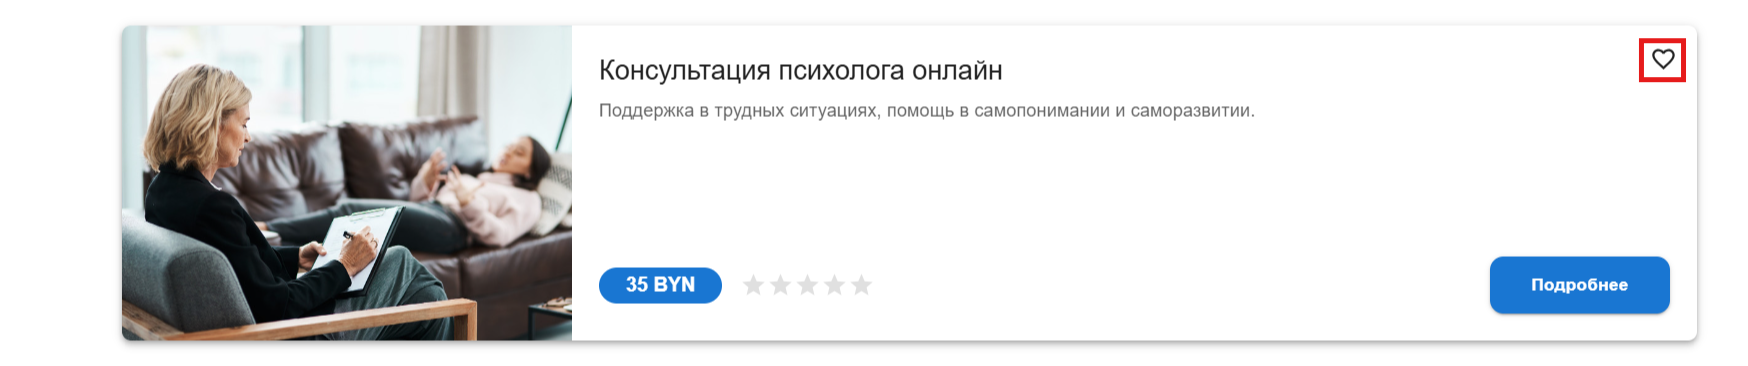 Консультация психолога онлайн
Поддержка в трудных ситуациях, помощь в самопонимании и саморазвитии.
35 BYN
Подробнее